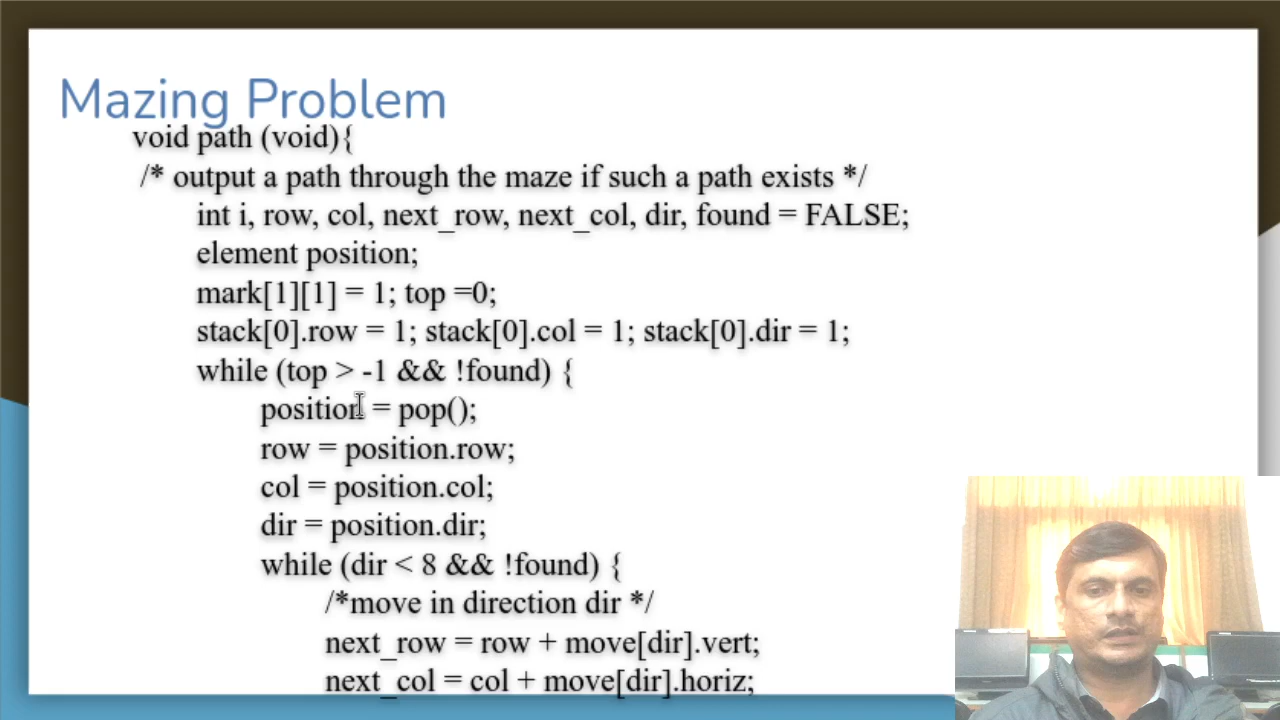 Mazing Problem
void path (void){
/* output a path through the maze if such a path exists */
int i, row, col, next_row, next_col, dir, found = FALSE;
element position;
mark[1][1] = 1; top =0;
stack[0].row = 1; stack[0].col = 1; stack[0].dir = 1;
while (top > -1 && !found) {
position = pop();
row = position.row;
col = position.col;
dir = position.dir;
while (dir < 8 && !found) {
/*move in direction dir */
next_row = row + move[dir].vert;
next_col = col + move[dir].horiz;